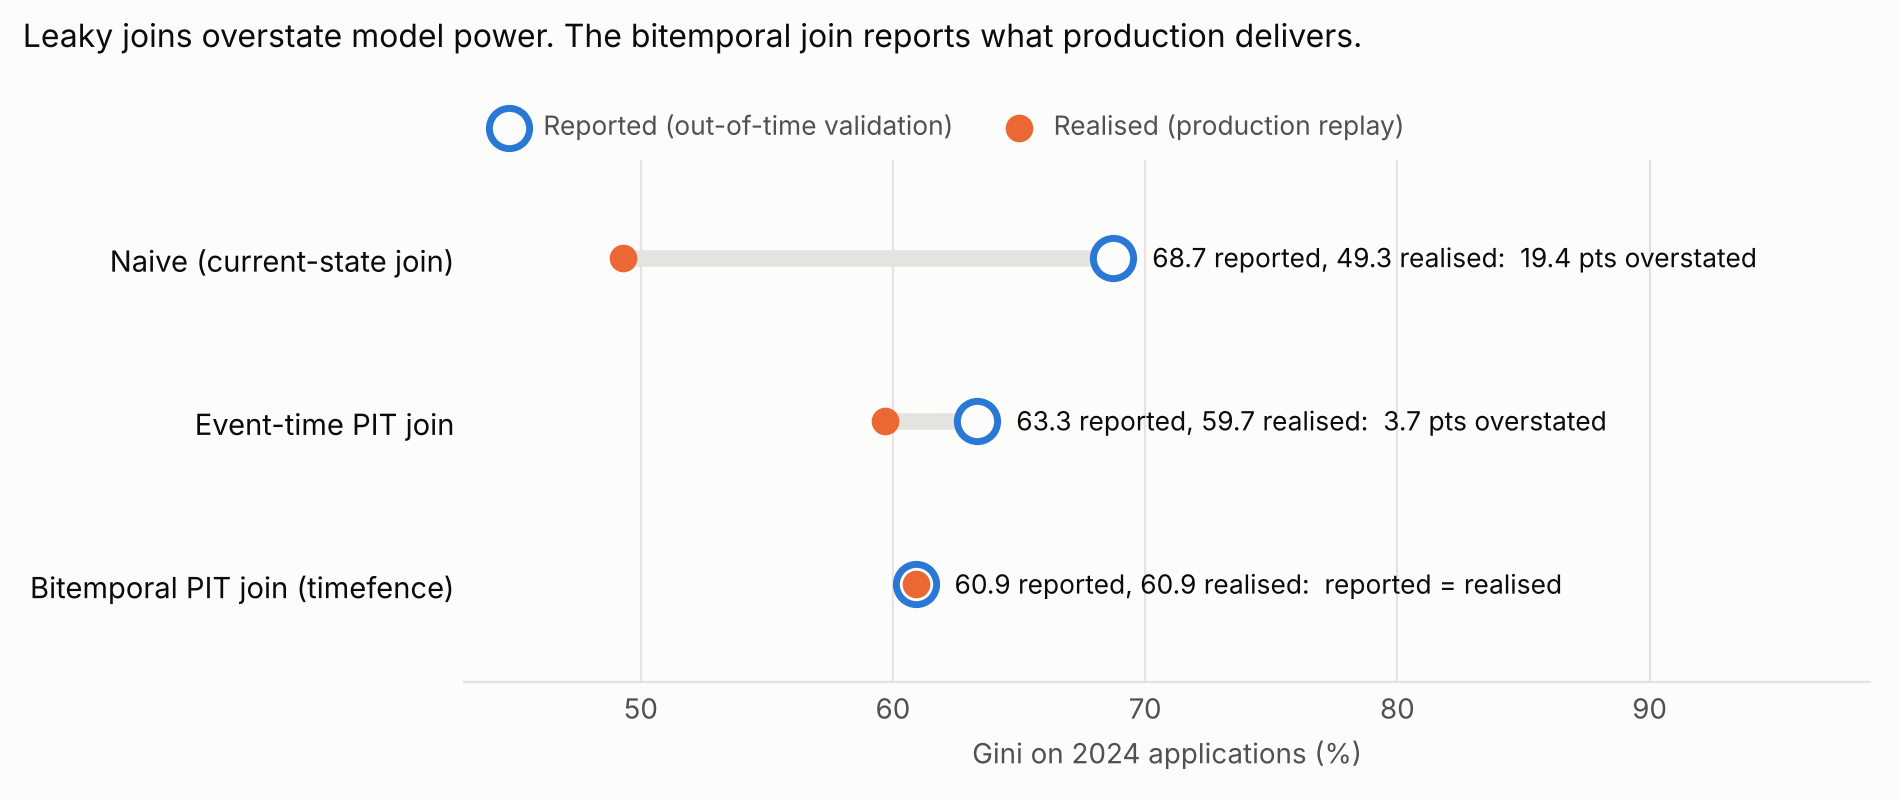 Leaky joins overstate model power. The bitemporal join reports what production delivers.
Reported (out-of-time validation) Realised (production replay)
Naive (current-state join) 68.7 reported, 49.3 realised: 19.4 pts overstated
Event-time PIT join 63.3 reported, 59.7 realised: 3.7 pts overstated
Bitemporal PIT join (timefence) 60.9 reported, 60.9 realised: reported = realised
50 60 70 80 90
Gini on 2024 applications (%)